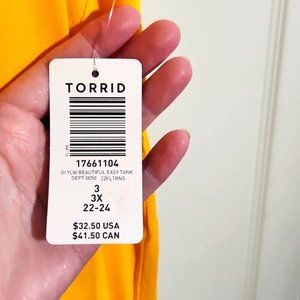 TORRID
17661104
GI YLW BEAUTIFUL EASY TANK
DEPT 0050 22FLTRNS
3
3X
22-24
$32.50 USA
$41.50 CAN